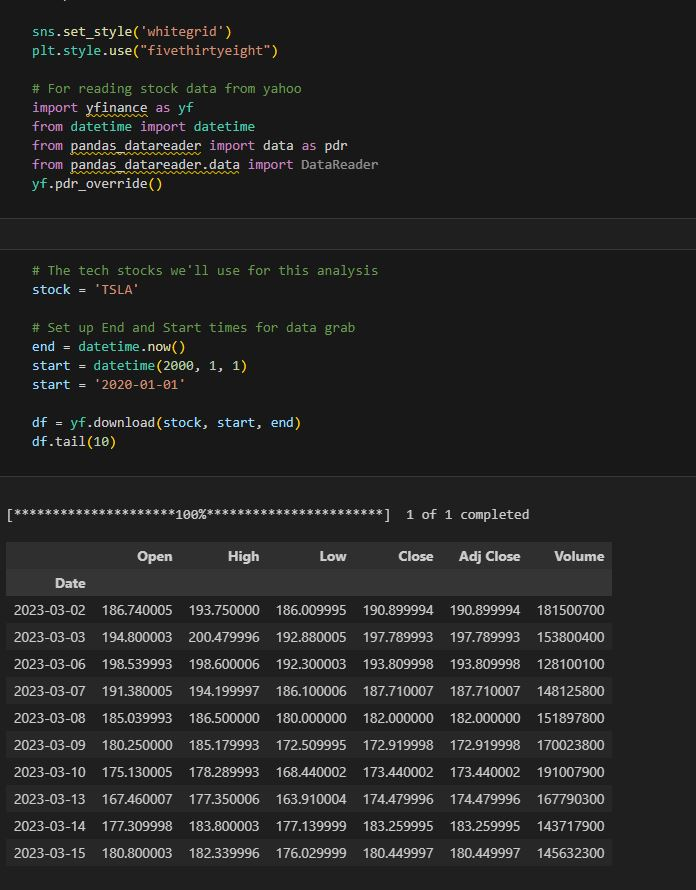 sns.set_style('whitegrid')
plt.style.use("fivethirtyeight")
# For reading stock data from yahoo
import yfinance as yf
from datetime import datetime
from pandas_datareader import data as pdr
from pandas_datareader.data import DataReader
yf.pdr_override()
# The tech stocks we'll use for this analysis
stock = 'TSLA'
# Set up End and Start times for data grab
end = datetime.now()
start = datetime(2000, 1, 1)
start = '2020-01-01'
df = yf.download(stock, start, end)
df.tail(10)
[*********************100%***********************]  1 of 1 completed
Open High Low Close Adj Close Volume
Date
2023-03-02 186.740005 193.750000 186.009995 190.899994 190.899994 181500700
2023-03-03 194.800003 200.479996 192.880005 197.789993 197.789993 153800400
2023-03-06 198.539993 198.600006 192.300003 193.809998 193.809998 128100100
2023-03-07 191.380005 194.199997 186.100006 187.710007 187.710007 148125800
2023-03-08 185.039993 186.500000 180.000000 182.000000 182.000000 151897800
2023-03-09 180.250000 185.179993 172.509995 172.919998 172.919998 170023800
2023-03-10 175.130005 178.289993 168.440002 173.440002 173.440002 191007900
2023-03-13 167.460007 177.350006 163.910004 174.479996 174.479996 167790300
2023-03-14 177.309998 183.800003 177.139999 183.259995 183.259995 143717900
2023-03-15 180.800003 182.339996 176.029999 180.449997 180.449997 145632300